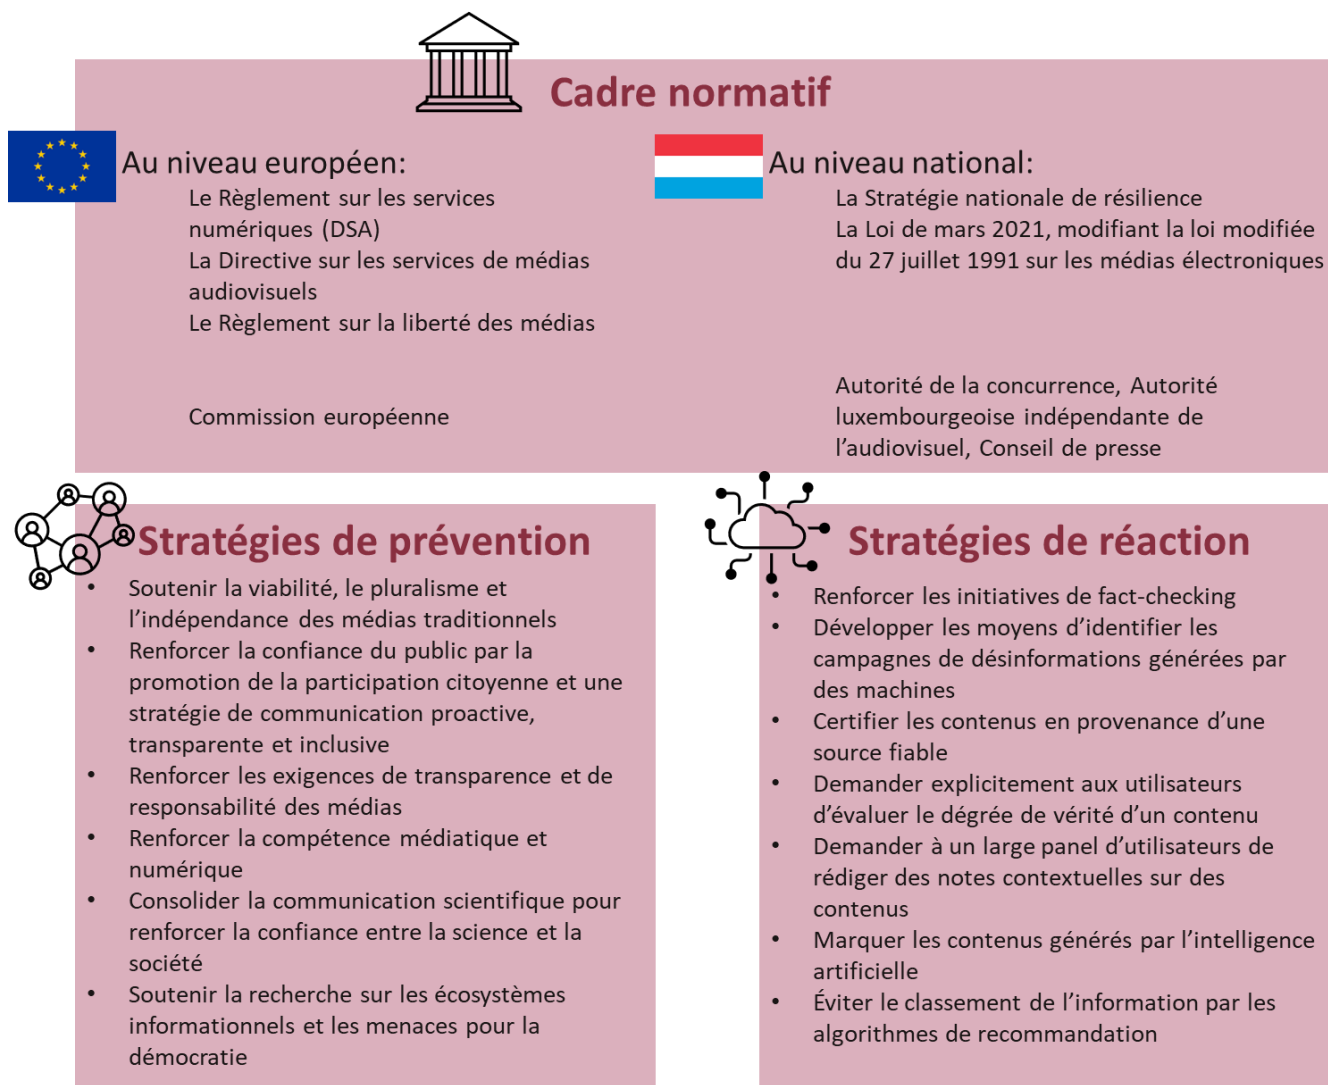 Cadre normatif
Au niveau européen:
Le Règlement sur les services
numériques (DSA)
La Directive sur les services de médias
audiovisuels
Le Règlement sur la liberté des médias
Commission européenne
Au niveau national:
La Stratégie nationale de résilience
La Loi de mars 2021, modifiant la loi modifiée
du 27 juillet 1991 sur les médias électroniques
Autorité de la concurrence, Autorité
luxembourgeoise indépendante de
l’audiovisuel, Conseil de presse
Stratégies de prévention
• Soutenir la viabilité, le pluralisme et
l’indépendance des médias traditionnels
• Renforcer la confiance du public par la
promotion de la participation citoyenne et une
stratégie de communication proactive,
transparente et inclusive
• Renforcer les exigences de transparence et de
responsabilité des médias
• Renforcer la compétence médiatique et
numérique
• Consolider la communication scientifique pour
renforcer la confiance entre la science et la
société
• Soutenir la recherche sur les écosystèmes
informationnels et les menaces pour la
démocratie
Stratégies de réaction
• Renforcer les initiatives de fact-checking
• Développer les moyens d’identifier les
campagnes de désinformations générées par
des machines
• Certifier les contenus en provenance d’une
source fiable
• Demander explicitement aux utilisateurs
d’évaluer le dégrée de vérité d’un contenu
• Demander à un large panel d’utilisateurs de
rédiger des notes contextuelles sur des
contenus
• Marquer les contenus générés par l’intelligence
artificielle
• Éviter le classement de l’information par les
algorithmes de recommandation